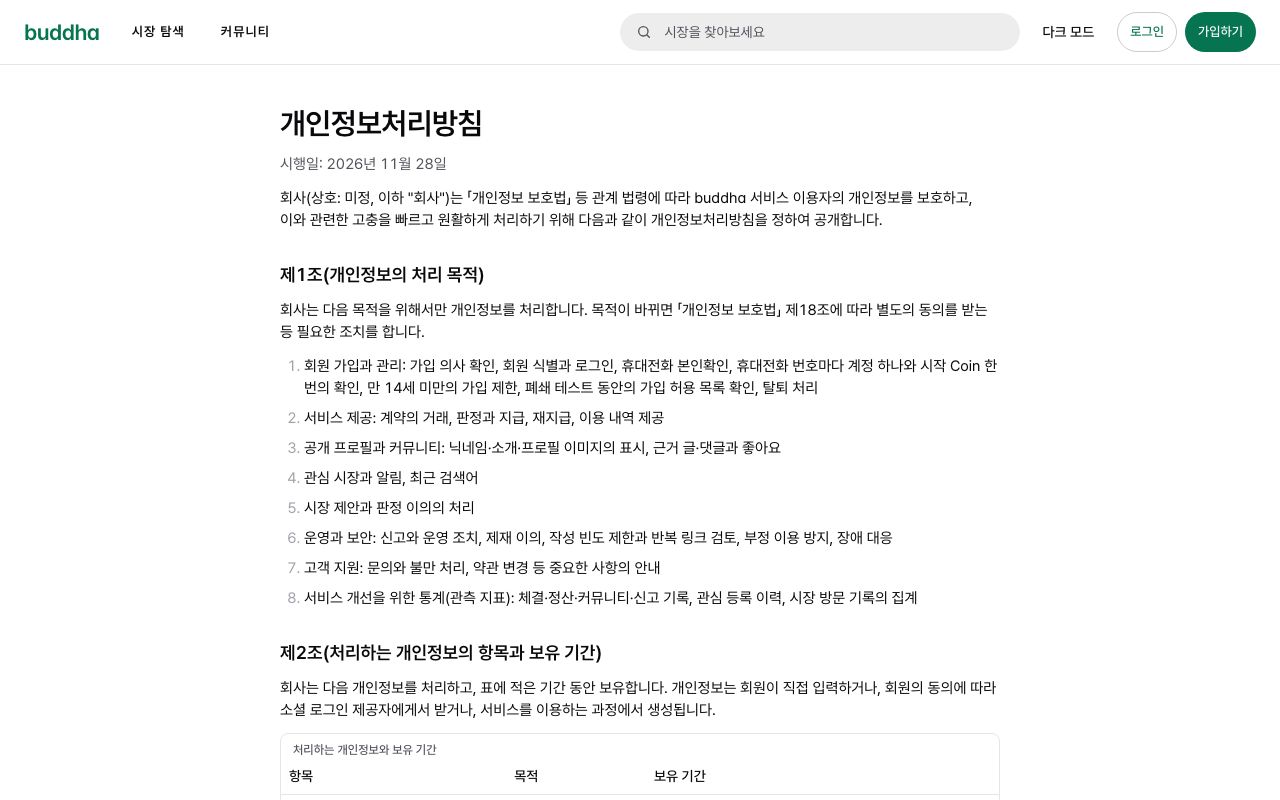 buddha
시장 탐색
커뮤니티
시장을 찾아보세요
다크 모드
로그인
가입하기
개인정보처리방침
시행일: 2026년 11월 28일
회사(상호: 미정, 이하 "회사")는 「개인정보 보호법」 등 관계 법령에 따라 buddha 서비스 이용자의 개인정보를 보호하고,
이와 관련한 고충을 빠르고 원활하게 처리하기 위해 다음과 같이 개인정보처리방침을 정하여 공개합니다.
제1조(개인정보의 처리 목적)
회사는 다음 목적을 위해서만 개인정보를 처리합니다. 목적이 바뀌면 「개인정보 보호법」 제18조에 따라 별도의 동의를 받는
등 필요한 조치를 합니다.
1. 회원 가입과 관리: 가입 의사 확인, 회원 식별과 로그인, 휴대전화 본인확인, 휴대전화 번호마다 계정 하나와 시작 Coin 한
번의 확인, 만 14세 미만의 가입 제한, 폐쇄 테스트 동안의 가입 허용 목록 확인, 탈퇴 처리
2. 서비스 제공: 계약의 거래, 판정과 지급, 재지급, 이용 내역 제공
3. 공개 프로필과 커뮤니티: 닉네임·소개·프로필 이미지의 표시, 근거 글·댓글과 좋아요
4. 관심 시장과 알림, 최근 검색어
5. 시장 제안과 판정 이의의 처리
6. 운영과 보안: 신고와 운영 조치, 제재 이의, 작성 빈도 제한과 반복 링크 검토, 부정 이용 방지, 장애 대응
7. 고객 지원: 문의와 불만 처리, 약관 변경 등 중요한 사항의 안내
8. 서비스 개선을 위한 통계(관측 지표): 체결·정산·커뮤니티·신고 기록, 관심 등록 이력, 시장 방문 기록의 집계
제2조(처리하는 개인정보의 항목과 보유 기간)
회사는 다음 개인정보를 처리하고, 표에 적은 기간 동안 보유합니다. 개인정보는 회원이 직접 입력하거나, 회원의 동의에 따라
소셜 로그인 제공자에게서 받거나, 서비스를 이용하는 과정에서 생성됩니다.
처리하는 개인정보와 보유 기간
항목
목적
보유 기간